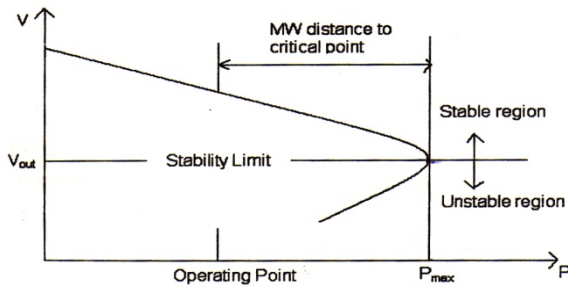 V
MW distance to
critical point
Stable region
Vout
Stability Limit
Unstable region
Operating Point
Pmax
P